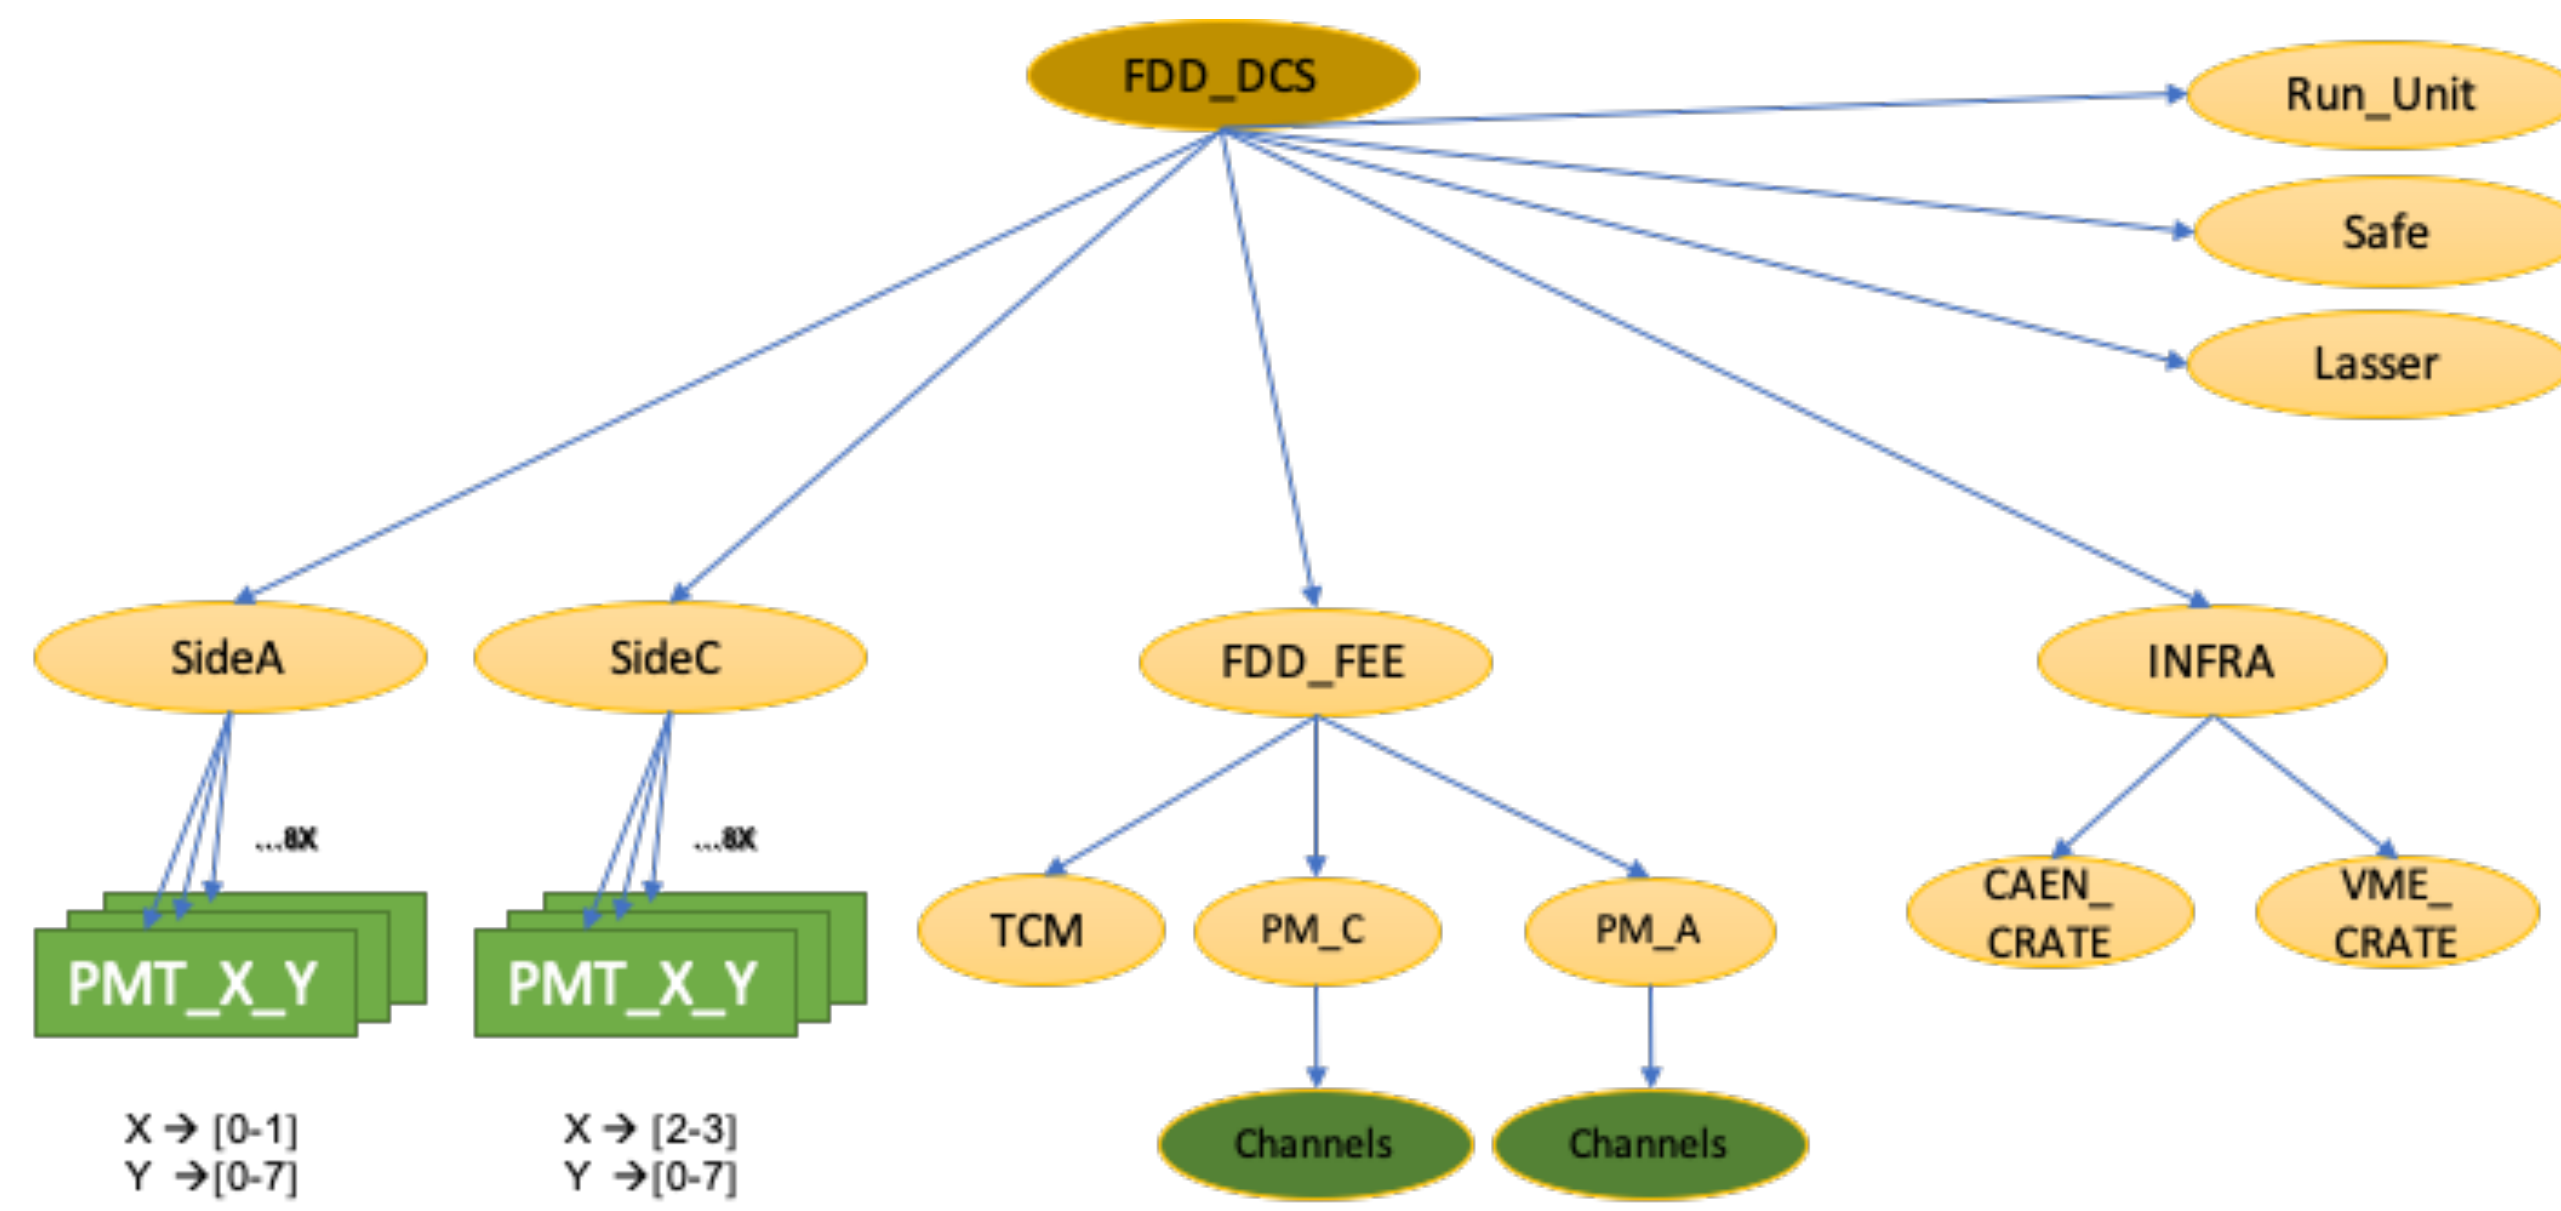 FDD_DCS
Run_Unit
Safe
Lasser
SideA
SideC
FDD_FEE
INFRA
...8X
...8X
PMT_X_Y
PMT_X_Y
TCM
PM_C
PM_A
CAEN_
CRATE
VME_
CRATE
X → [0-1]
Y →[0-7]
X → [2-3]
Y →[0-7]
Channels
Channels